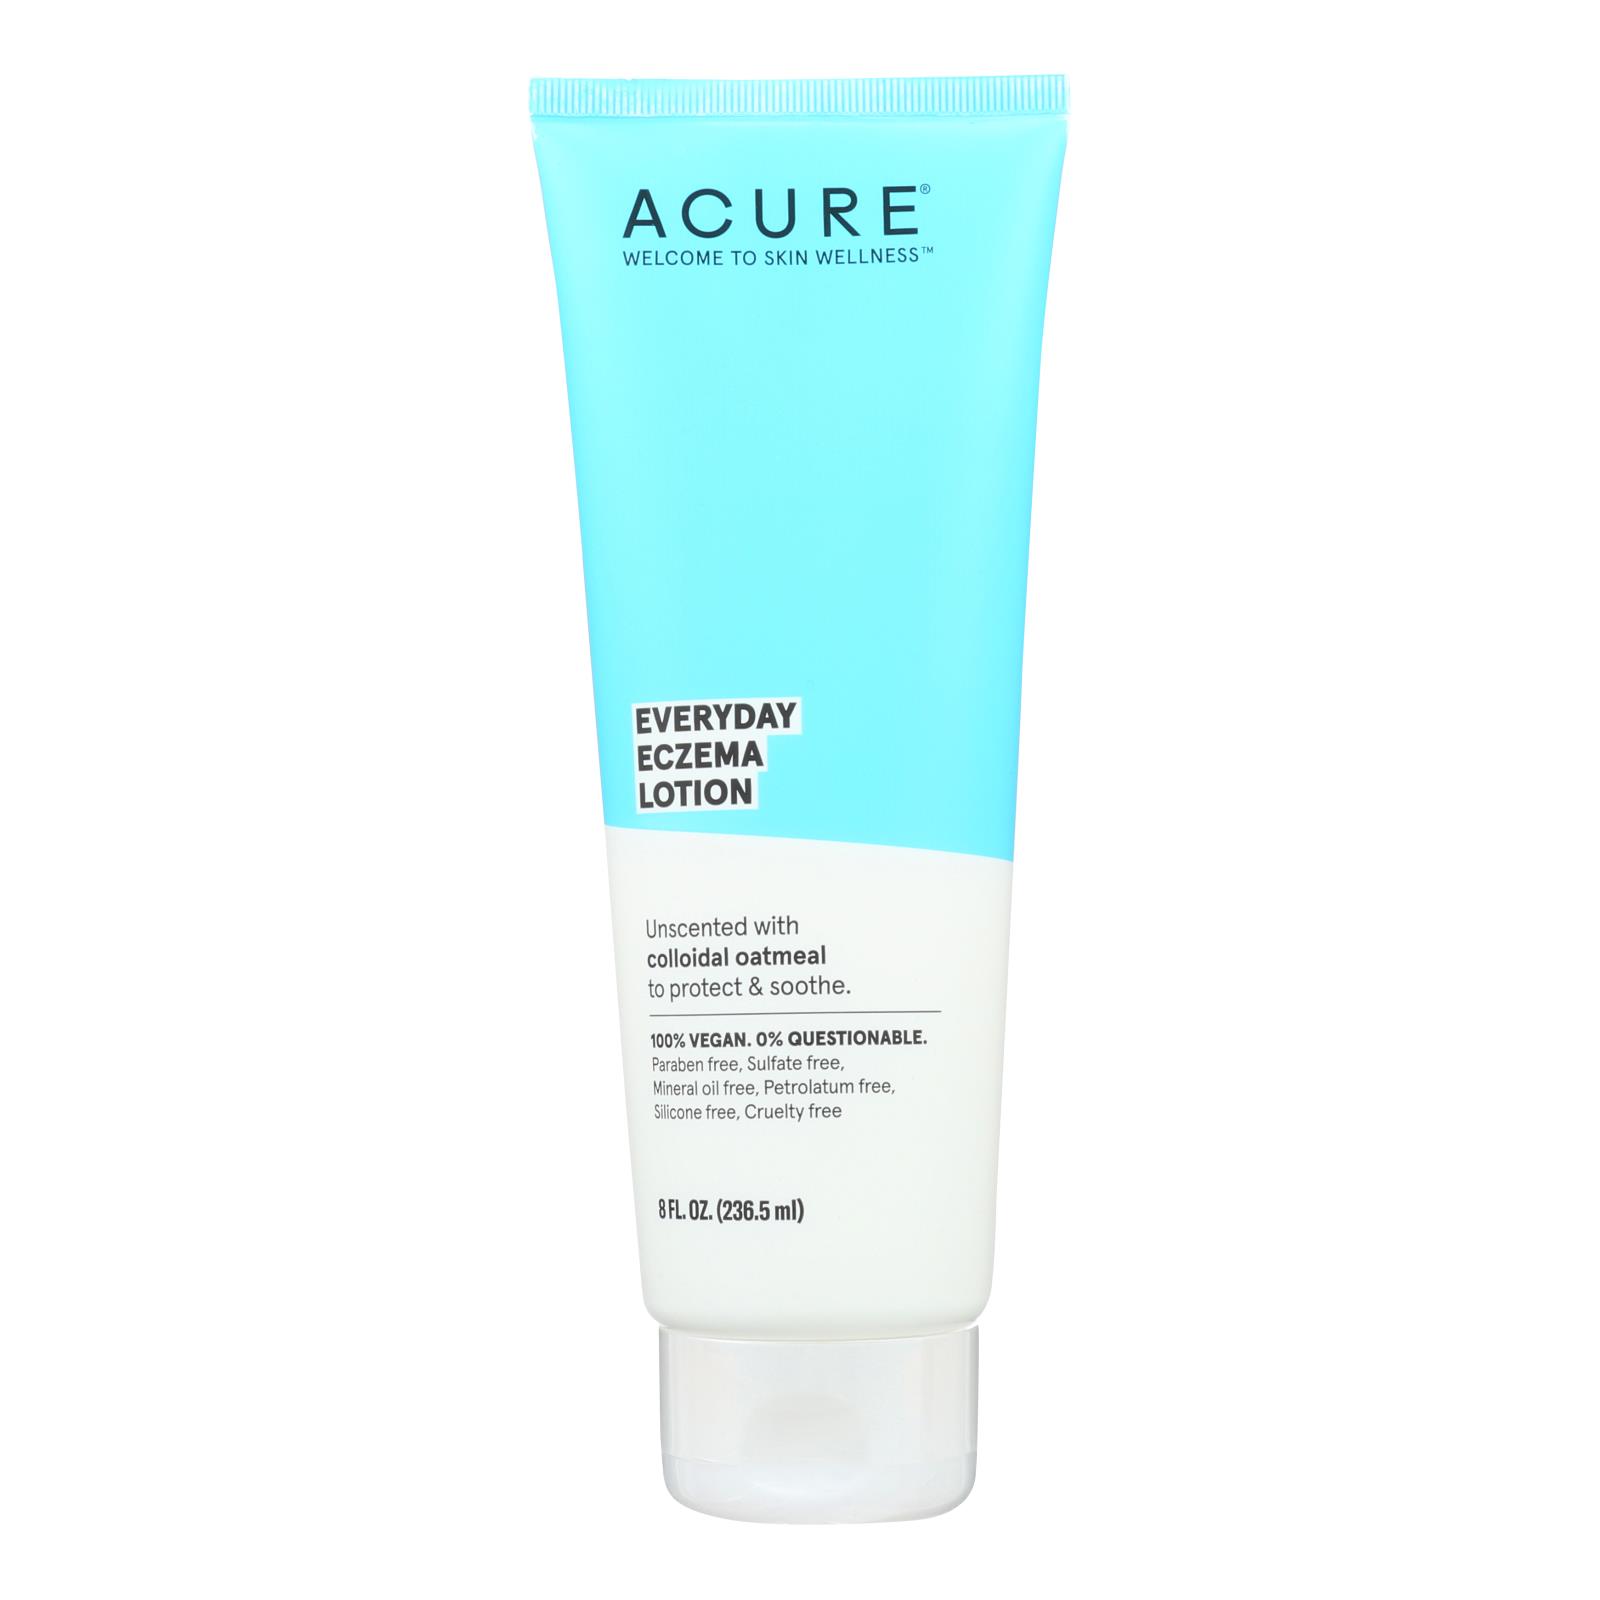 ACURE®
WELCOME TO SKIN WELLNESS™
EVERYDAY
ECZEMA
LOTION
Unscented with
colloidal oatmeal
to protect & soothe.
100% VEGAN. 0% QUESTIONABLE.
Paraben free, Sulfate free,
Mineral oil free, Petrolatum free,
Silicone free, Cruelty free
8 FL. OZ. (236.5 ml)